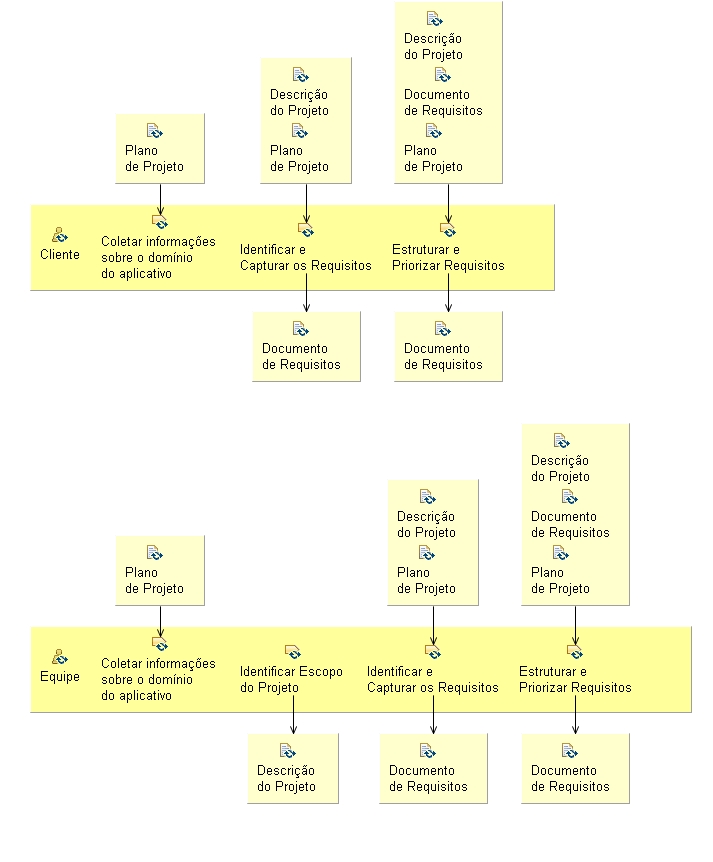 Descrição
do Projeto
Documento
de Requisitos
Plano
de Projeto
Descrição
do Projeto
Plano
de Projeto
Plano
de Projeto
Cliente
Coletar informações
sobre o domínio
do aplicativo
Identificar e
Capturar os Requisitos
Estruturar e
Priorizar Requisitos
Documento
de Requisitos
Documento
de Requisitos
Descrição
do Projeto
Documento
de Requisitos
Plano
de Projeto
Descrição
do Projeto
Plano
de Projeto
Plano
de Projeto
Equipe
Coletar informações
sobre o domínio
do aplicativo
Identificar Escopo
do Projeto
Identificar e
Capturar os Requisitos
Estruturar e
Priorizar Requisitos
Descrição
do Projeto
Documento
de Requisitos
Documento
de Requisitos